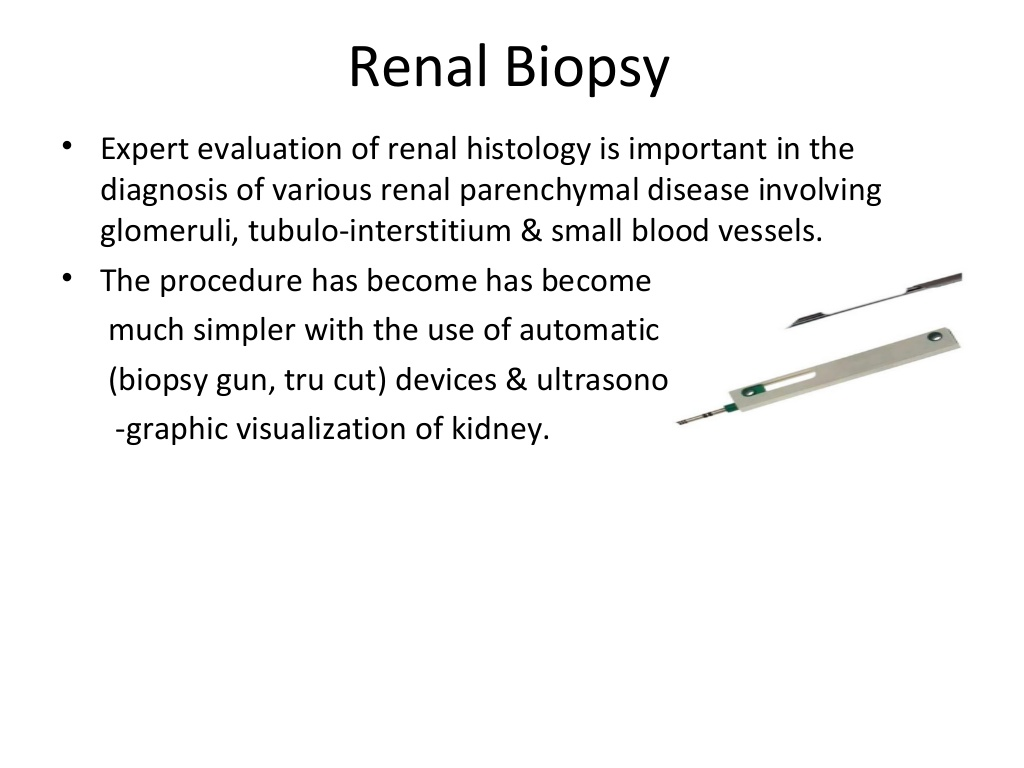 Renal Biopsy
• Expert evaluation of renal histology is important in the
diagnosis of various renal parenchymal disease involving
glomeruli, tubulo-interstitium & small blood vessels.
• The procedure has become has become
much simpler with the use of automatic
(biopsy gun, tru cut) devices & ultrasono
-graphic visualization of kidney.